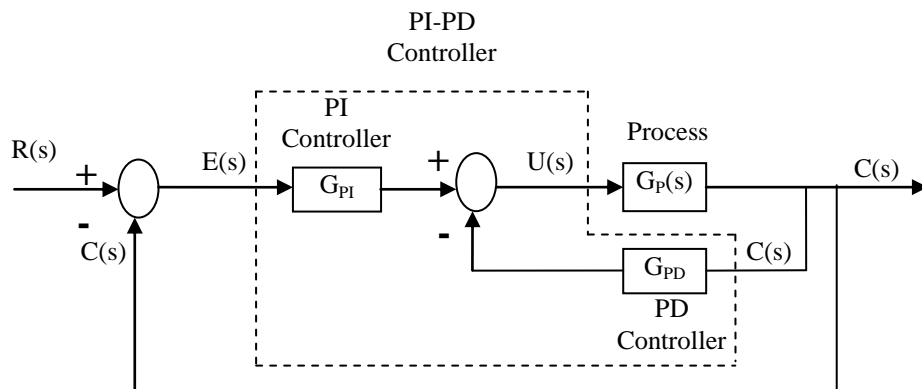 PI-PD
Controller
PI
Controller
Process
R(s)
+
-
C(s)
E(s)
G_PI
+
-
U(s)
G_P(s)
C(s)
G_PD
C(s)
PD
Controller